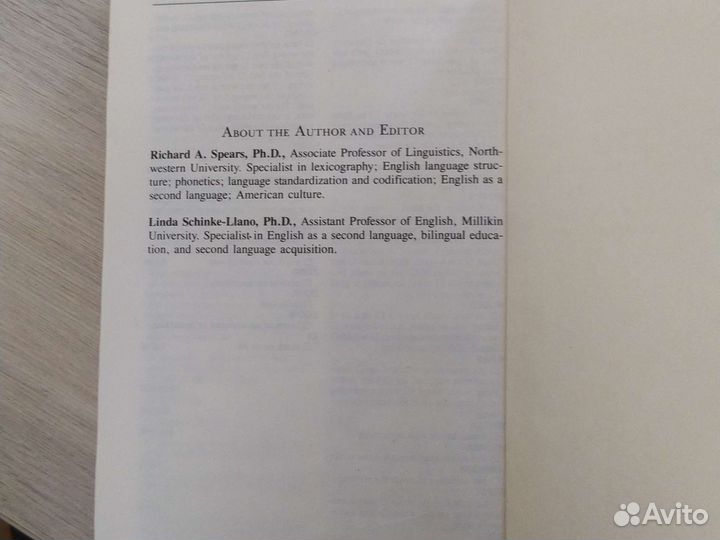 ABOUT THE AUTHOR AND EDITOR
Richard A. Spears, Ph.D., Associate Professor of Linguistics, North-
western University. Specialist in lexicography; English language struc-
ture; phonetics; language standardization and codification; English as a
second language; American culture.
Linda Schinke-Llano, Ph.D., Assistant Professor of English, Millikin
University. Specialist in English as a second language, bilingual educa-
tion, and second language acquisition.
Avito